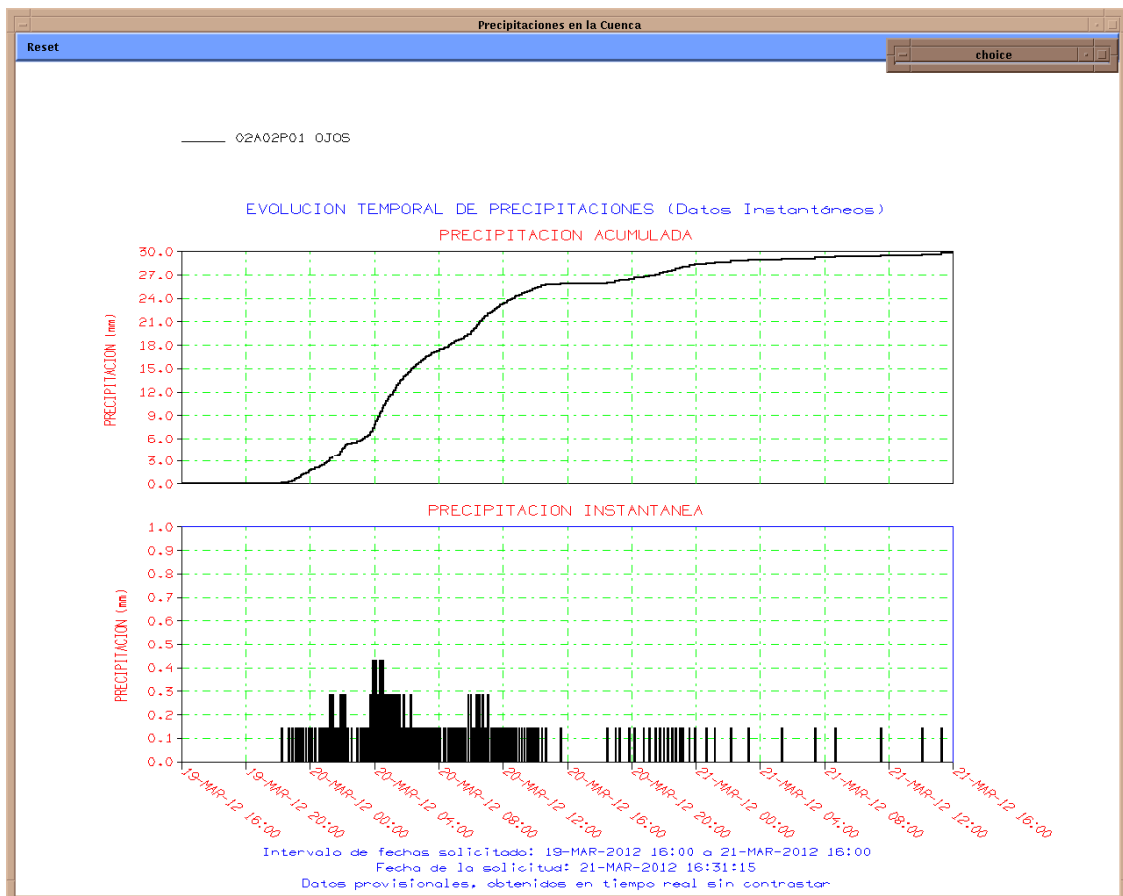 Precipitaciones en la Cuenca
Reset
choice
02A02P01 OJOS
EVOLUCION TEMPORAL DE PRECIPITACIONES (Datos Instantáneos)
PRECIPITACION ACUMULADA
30.0
27.0
24.0
21.0
18.0
15.0
12.0
9.0
6.0
3.0
0.0
PRECIPITACION (mm)
PRECIPITACION INSTANTANEA
1.0
0.9
0.8
0.7
0.6
0.5
0.4
0.3
0.2
0.1
0.0
PRECIPITACION (mm)
19-MAR-12 16:00
19-MAR-12 20:00
20-MAR-12 00:00
20-MAR-12 04:00
20-MAR-12 08:00
20-MAR-12 12:00
20-MAR-12 16:00
20-MAR-12 20:00
21-MAR-12 00:00
21-MAR-12 04:00
21-MAR-12 08:00
21-MAR-12 12:00
21-MAR-12 16:00
Intervalo de fechas solicitado: 19-MAR-2012 16:00 a 21-MAR-2012 16:00
Fecha de la solicitud: 21-MAR-2012 16:31:15
Datos provisionales, obtenidos en tiempo real sin contrastar